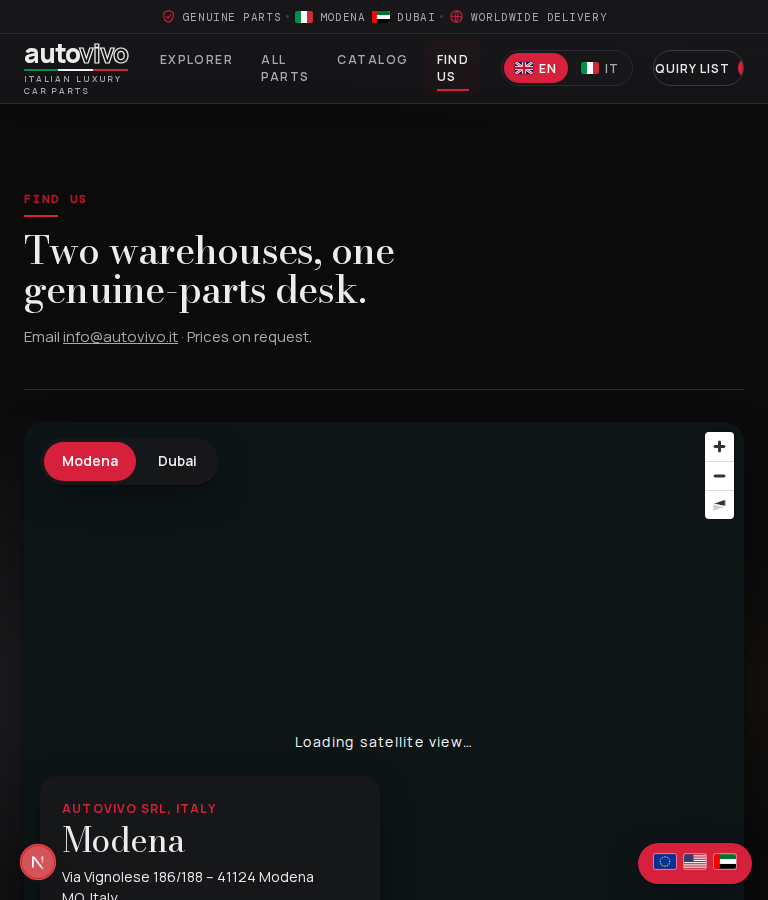 GENUINE PARTS · MODENA DUBAI · WORLDWIDE DELIVERY
autovivo
ITALIAN LUXURY
CAR PARTS
EXPLORER
ALL
PARTS
CATALOG
FIND
US
EN
IT
QUIRY LIST
FIND US
Two warehouses, one
genuine-parts desk.
Email info@autovivo.it · Prices on request.
Modena
Dubai
Loading satellite view…
AUTOVIVO SRL, ITALY
Modena
Via Vignolese 186/188 – 41124 Modena
MO, Italy
N